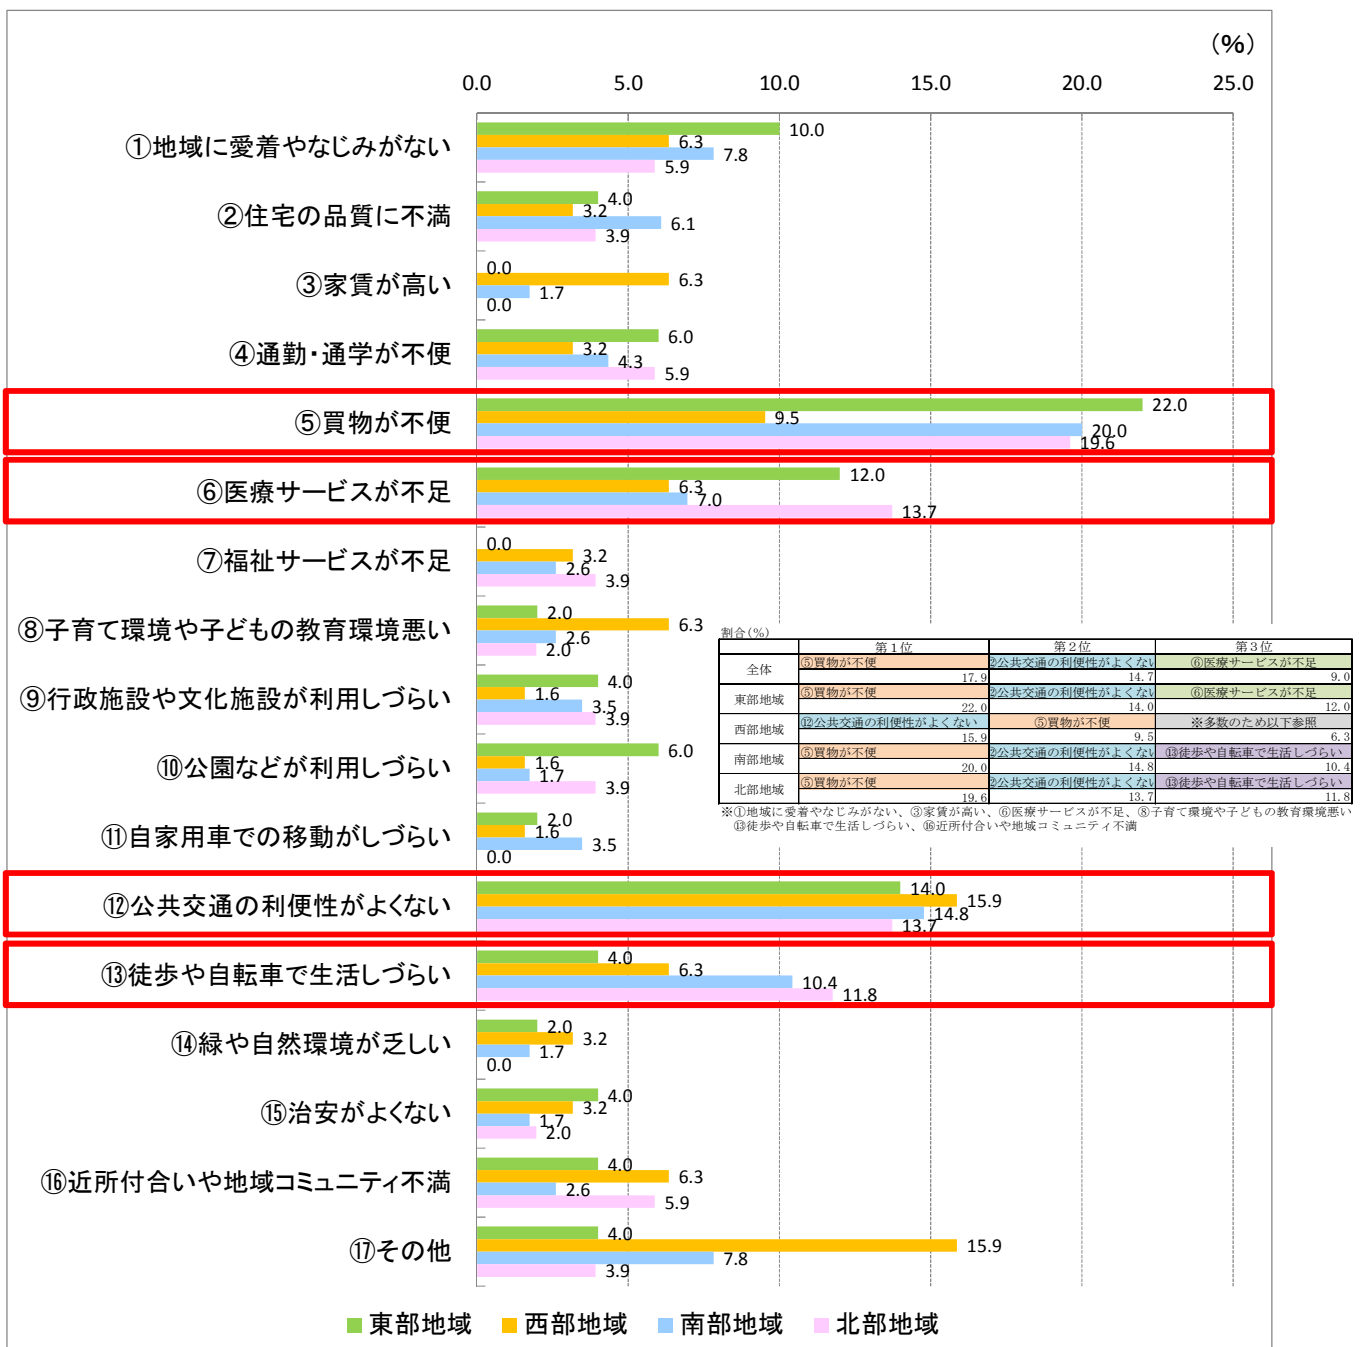 (%)
0.0 5.0 10.0 15.0 20.0 25.0
①地域に愛着やなじみがない
10.0
6.3
7.8
5.9
②住宅の品質に不満
4.0
3.2
6.1
3.9
③家賃が高い
0.0
6.3
1.7
0.0
④通勤・通学が不便
6.0
3.2
4.3
5.9
⑤買物が不便
22.0
9.5
20.0
19.6
⑥医療サービスが不足
12.0
6.3
7.0
13.7
⑦福祉サービスが不足
0.0
3.2
2.6
3.9
⑧子育て環境や子どもの教育環境悪い
2.0
6.3
2.6
2.0
⑨行政施設や文化施設が利用しづらい
4.0
1.6
3.5
3.9
⑩公園などが利用しづらい
6.0
1.6
1.7
3.9
⑪自家用車での移動がしづらい
2.0
1.6
3.5
0.0
⑫公共交通の利便性がよくない
14.0
15.9
14.8
13.7
⑬徒歩や自転車で生活しづらい
4.0
6.3
10.4
11.8
⑭緑や自然環境が乏しい
2.0
3.2
1.7
0.0
⑮治安がよくない
4.0
3.2
1.7
2.0
⑯近所付合いや地域コミュニティ不満
4.0
6.3
2.6
5.9
⑰その他
4.0
15.9
7.8
3.9
東部地域 西部地域 南部地域 北部地域
割合(%)
第1位 第2位 第3位
全体 ⑤買物が不便 公共交通の利便性がよくない ⑥医療サービスが不足
17.9 14.7 9.0
東部地域 ⑤買物が不便 公共交通の利便性がよくない ⑥医療サービスが不足
22.0 14.0 12.0
西部地域 ⑫公共交通の利便性がよくない ⑤買物が不便 ※多数のため以下参照
15.9 9.5 6.3
南部地域 ⑤買物が不便 公共交通の利便性がよくない ⑬徒歩や自転車で生活しづらい
20.0 14.8 10.4
北部地域 ⑤買物が不便 公共交通の利便性がよくない ⑬徒歩や自転車で生活しづらい
19.6 13.7 11.8
※①地域に愛着やなじみがない、③家賃が高い、⑥医療サービスが不足、⑧子育て環境や子どもの教育環境悪い
⑬徒歩や自転車で生活しづらい、⑯近所付合いや地域コミュニティ不満